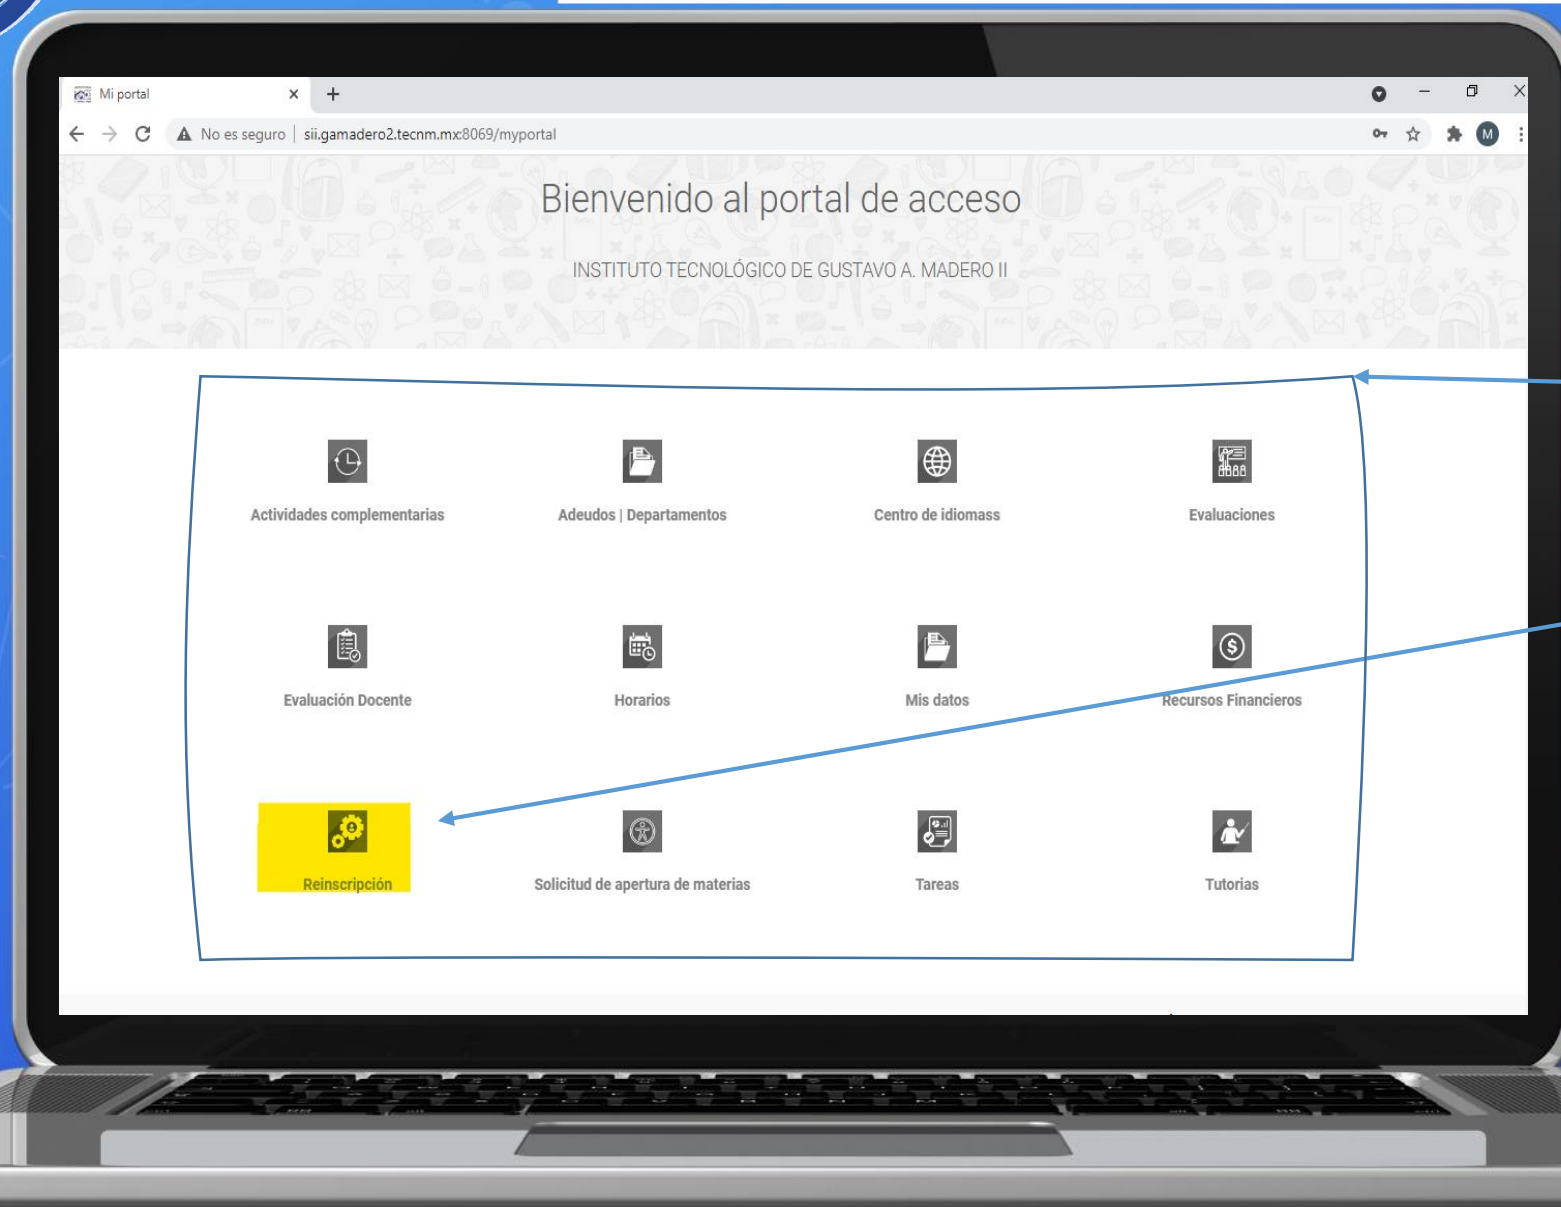 Mi portal
No es seguro | sii.gamadero2.tecnm.mx:8069/myportal
M
Bienvenido al portal de acceso
INSTITUTO TECNOLÓGICO DE GUSTAVO A. MADERO II
Actividades complementarias
Adeudos | Departamentos
Centro de idiomass
Evaluaciones
Evaluación Docente
Horarios
Mis datos
Recursos Financieros
Reinscripción
Solicitud de apertura de materias
Tareas
Tutorias